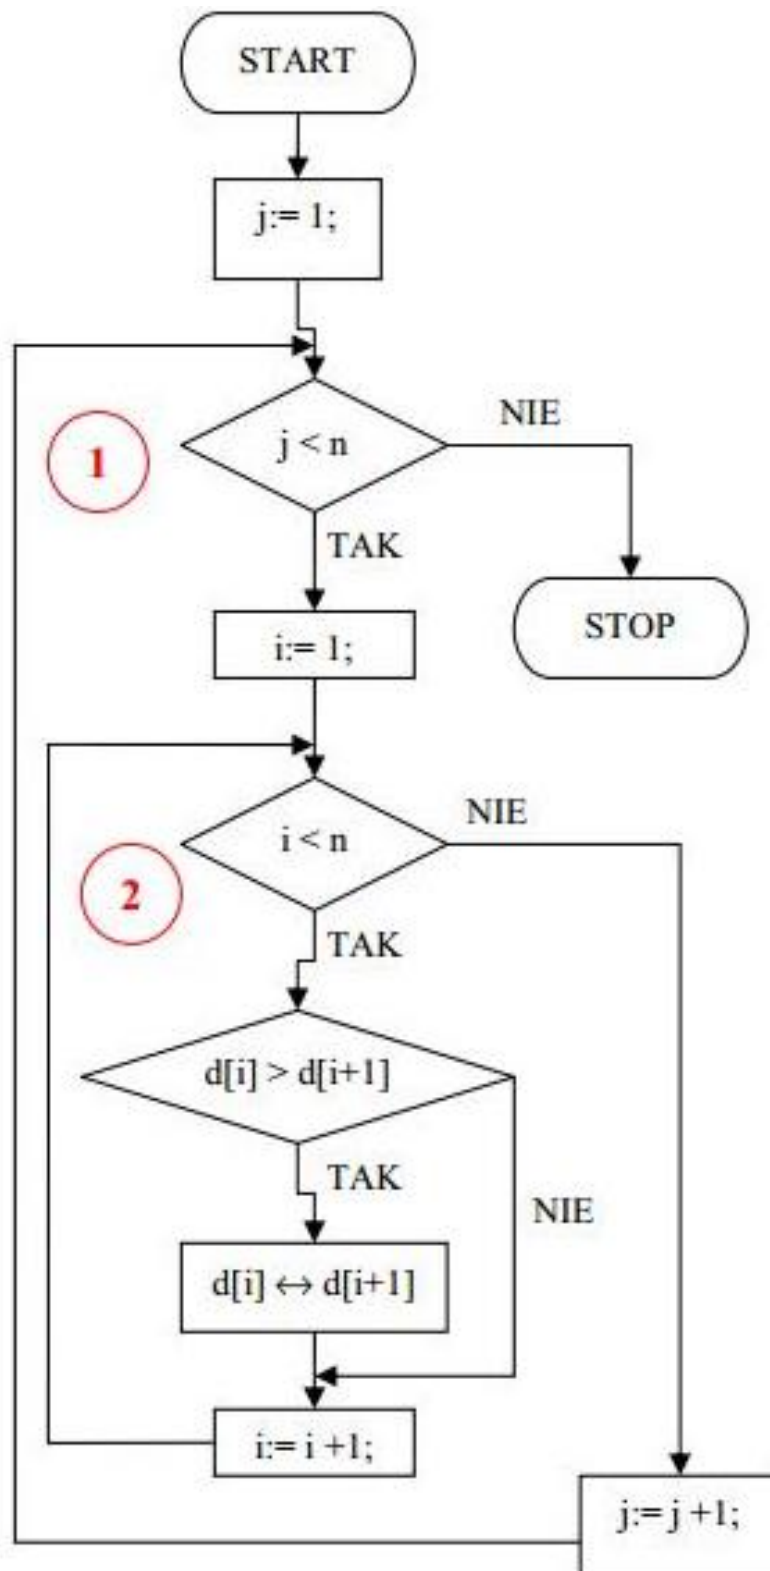 START
j:= 1;
j < n
NIE
1
TAK
STOP
i:= 1;
i < n
NIE
2
TAK
d[i] > d[i+1]
TAK
NIE
d[i] ↔ d[i+1]
i:= i +1;
j:= j +1;